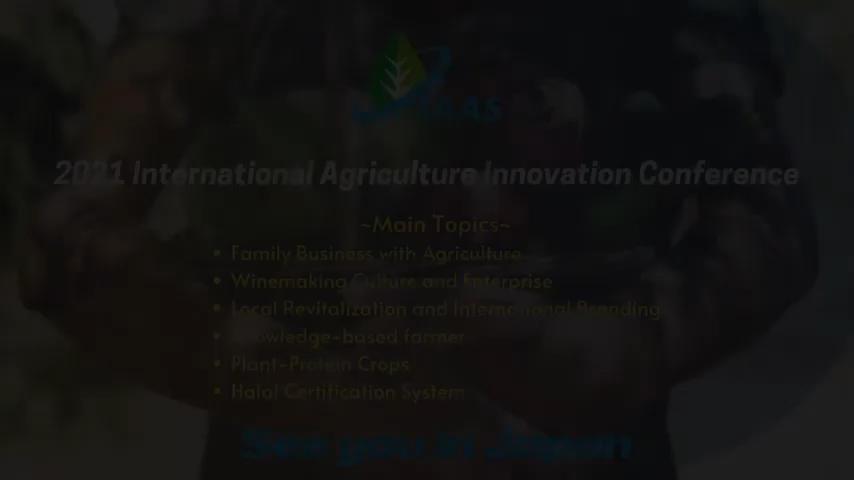 2021 International Agriculture Innovation Conference
~Main Topics~
• Family Business with Agriculture
• Winemaking Culture and Enterprise
• Local Revitalization and International Branding
• Knowledge-based farmer
• Plant-Protein Crops
• Halal Certification System
See you in Japan